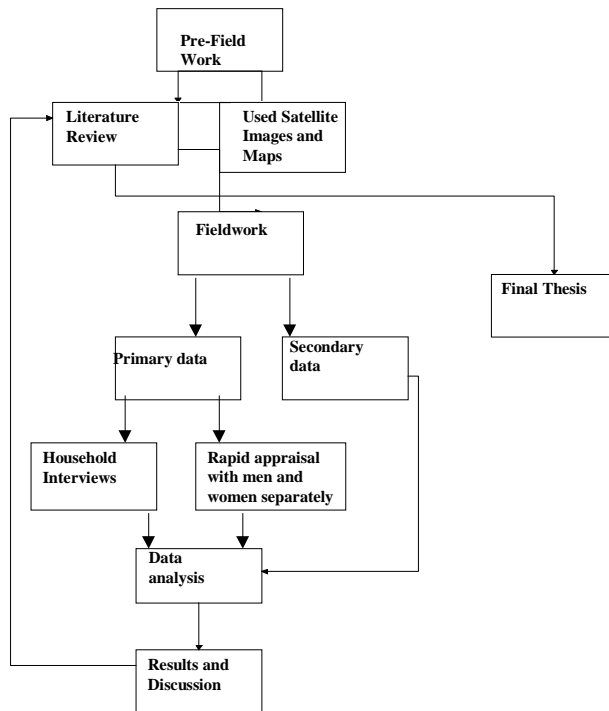 Pre-Field
Work
Literature
Review
Used Satellite
Images and
Maps
Fieldwork
Final Thesis
Primary data
Secondary
data
Household
Interviews
Rapid appraisal
with men and
women separately
Data
analysis
Results and
Discussion